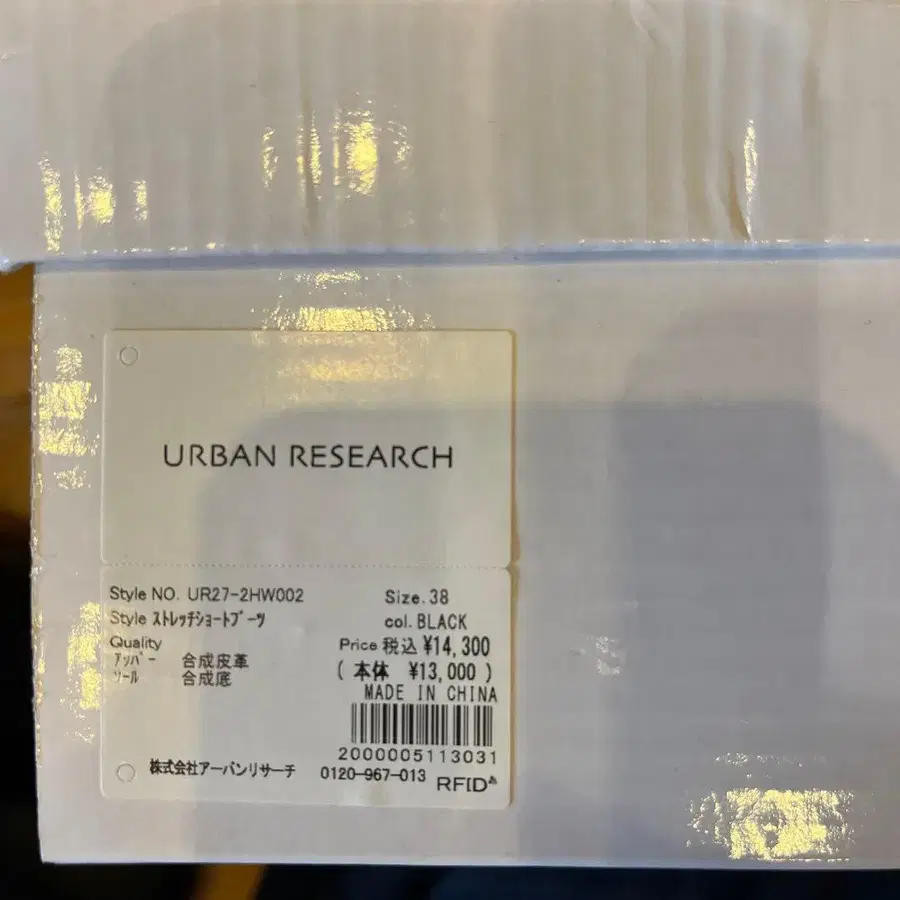 URBAN RESEARCH
Style NO. UR27-2HW002
Size.38
Style ｽﾄﾚｯﾁｼｮｰﾄﾌﾞｰﾂ
col.BLACK
Quality
Price 税込 ¥14,300
ｱｯﾊﾟｰ 合成皮革
( 本体 ¥13,000 )
ｿｰﾙ 合成底
MADE IN CHINA
2000005113031
株式会社アーバンリサーチ 0120-967-013
RFID